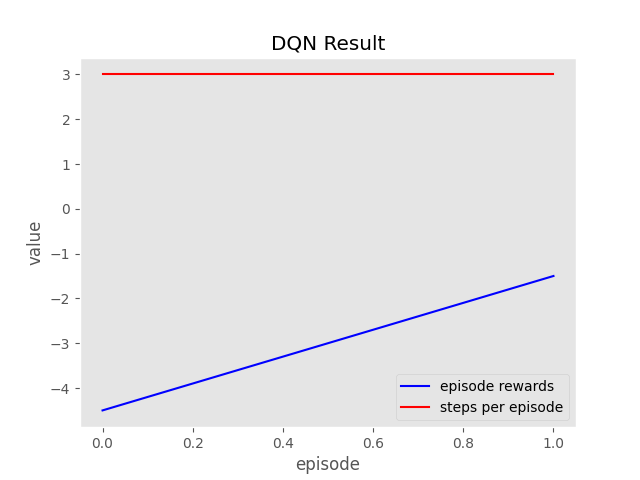 DQN Result
3
2
1
0
−1
−2
−3
−4
value
0.0 0.2 0.4 0.6 0.8 1.0
episode
episode rewards
steps per episode